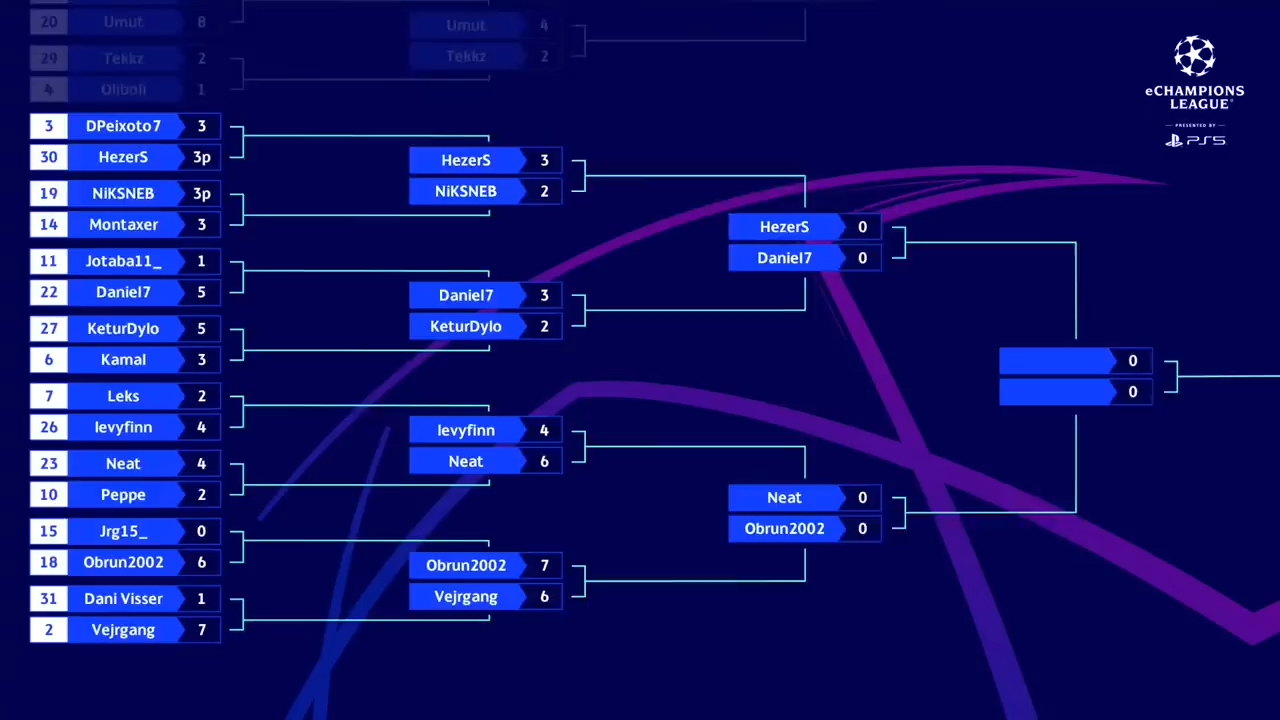 20 Umut 8
29 Tekkz 2
4 Oliboli 1
3 DPeixoto7 3
30 HezerS 3p
19 NiKSNEB 3p
14 Montaxer 3
11 Jotaba11_ 1
22 Daniel7 5
27 KeturDylo 5
6 Kamal 3
7 Leks 2
26 levyfinn 4
23 Neat 4
10 Peppe 2
15 Jrg15_ 0
18 Obrun2002 6
31 Dani Visser 1
2 Vejrgang 7
Umut 4
Tekkz 2
HezerS 3
NiKSNEB 2
Daniel7 3
KeturDylo 2
levyfinn 4
Neat 6
Obrun2002 7
Vejrgang 6
HezerS 0
Daniel7 0
Neat 0
Obrun2002 0
0
0
eCHAMPIONS
LEAGUE
PRESENTED BY
PS5